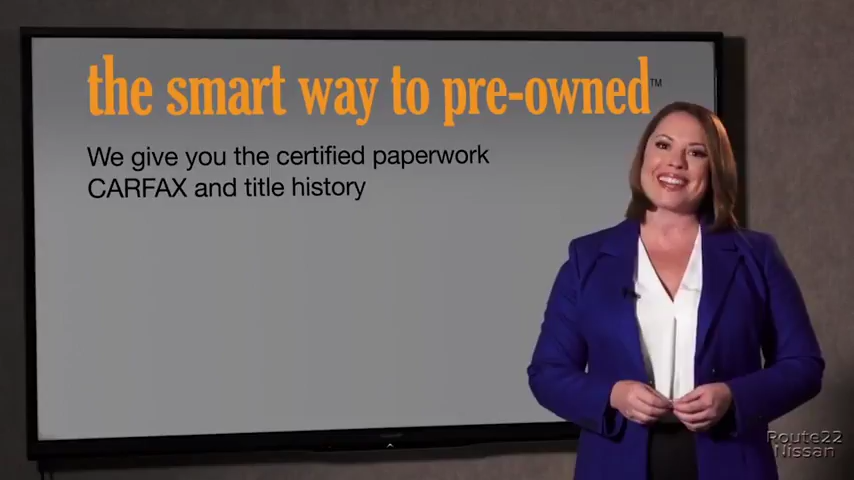 the smart way to pre-owned™
We give you the certified paperwork
CARFAX and title history
Route22
Nissan